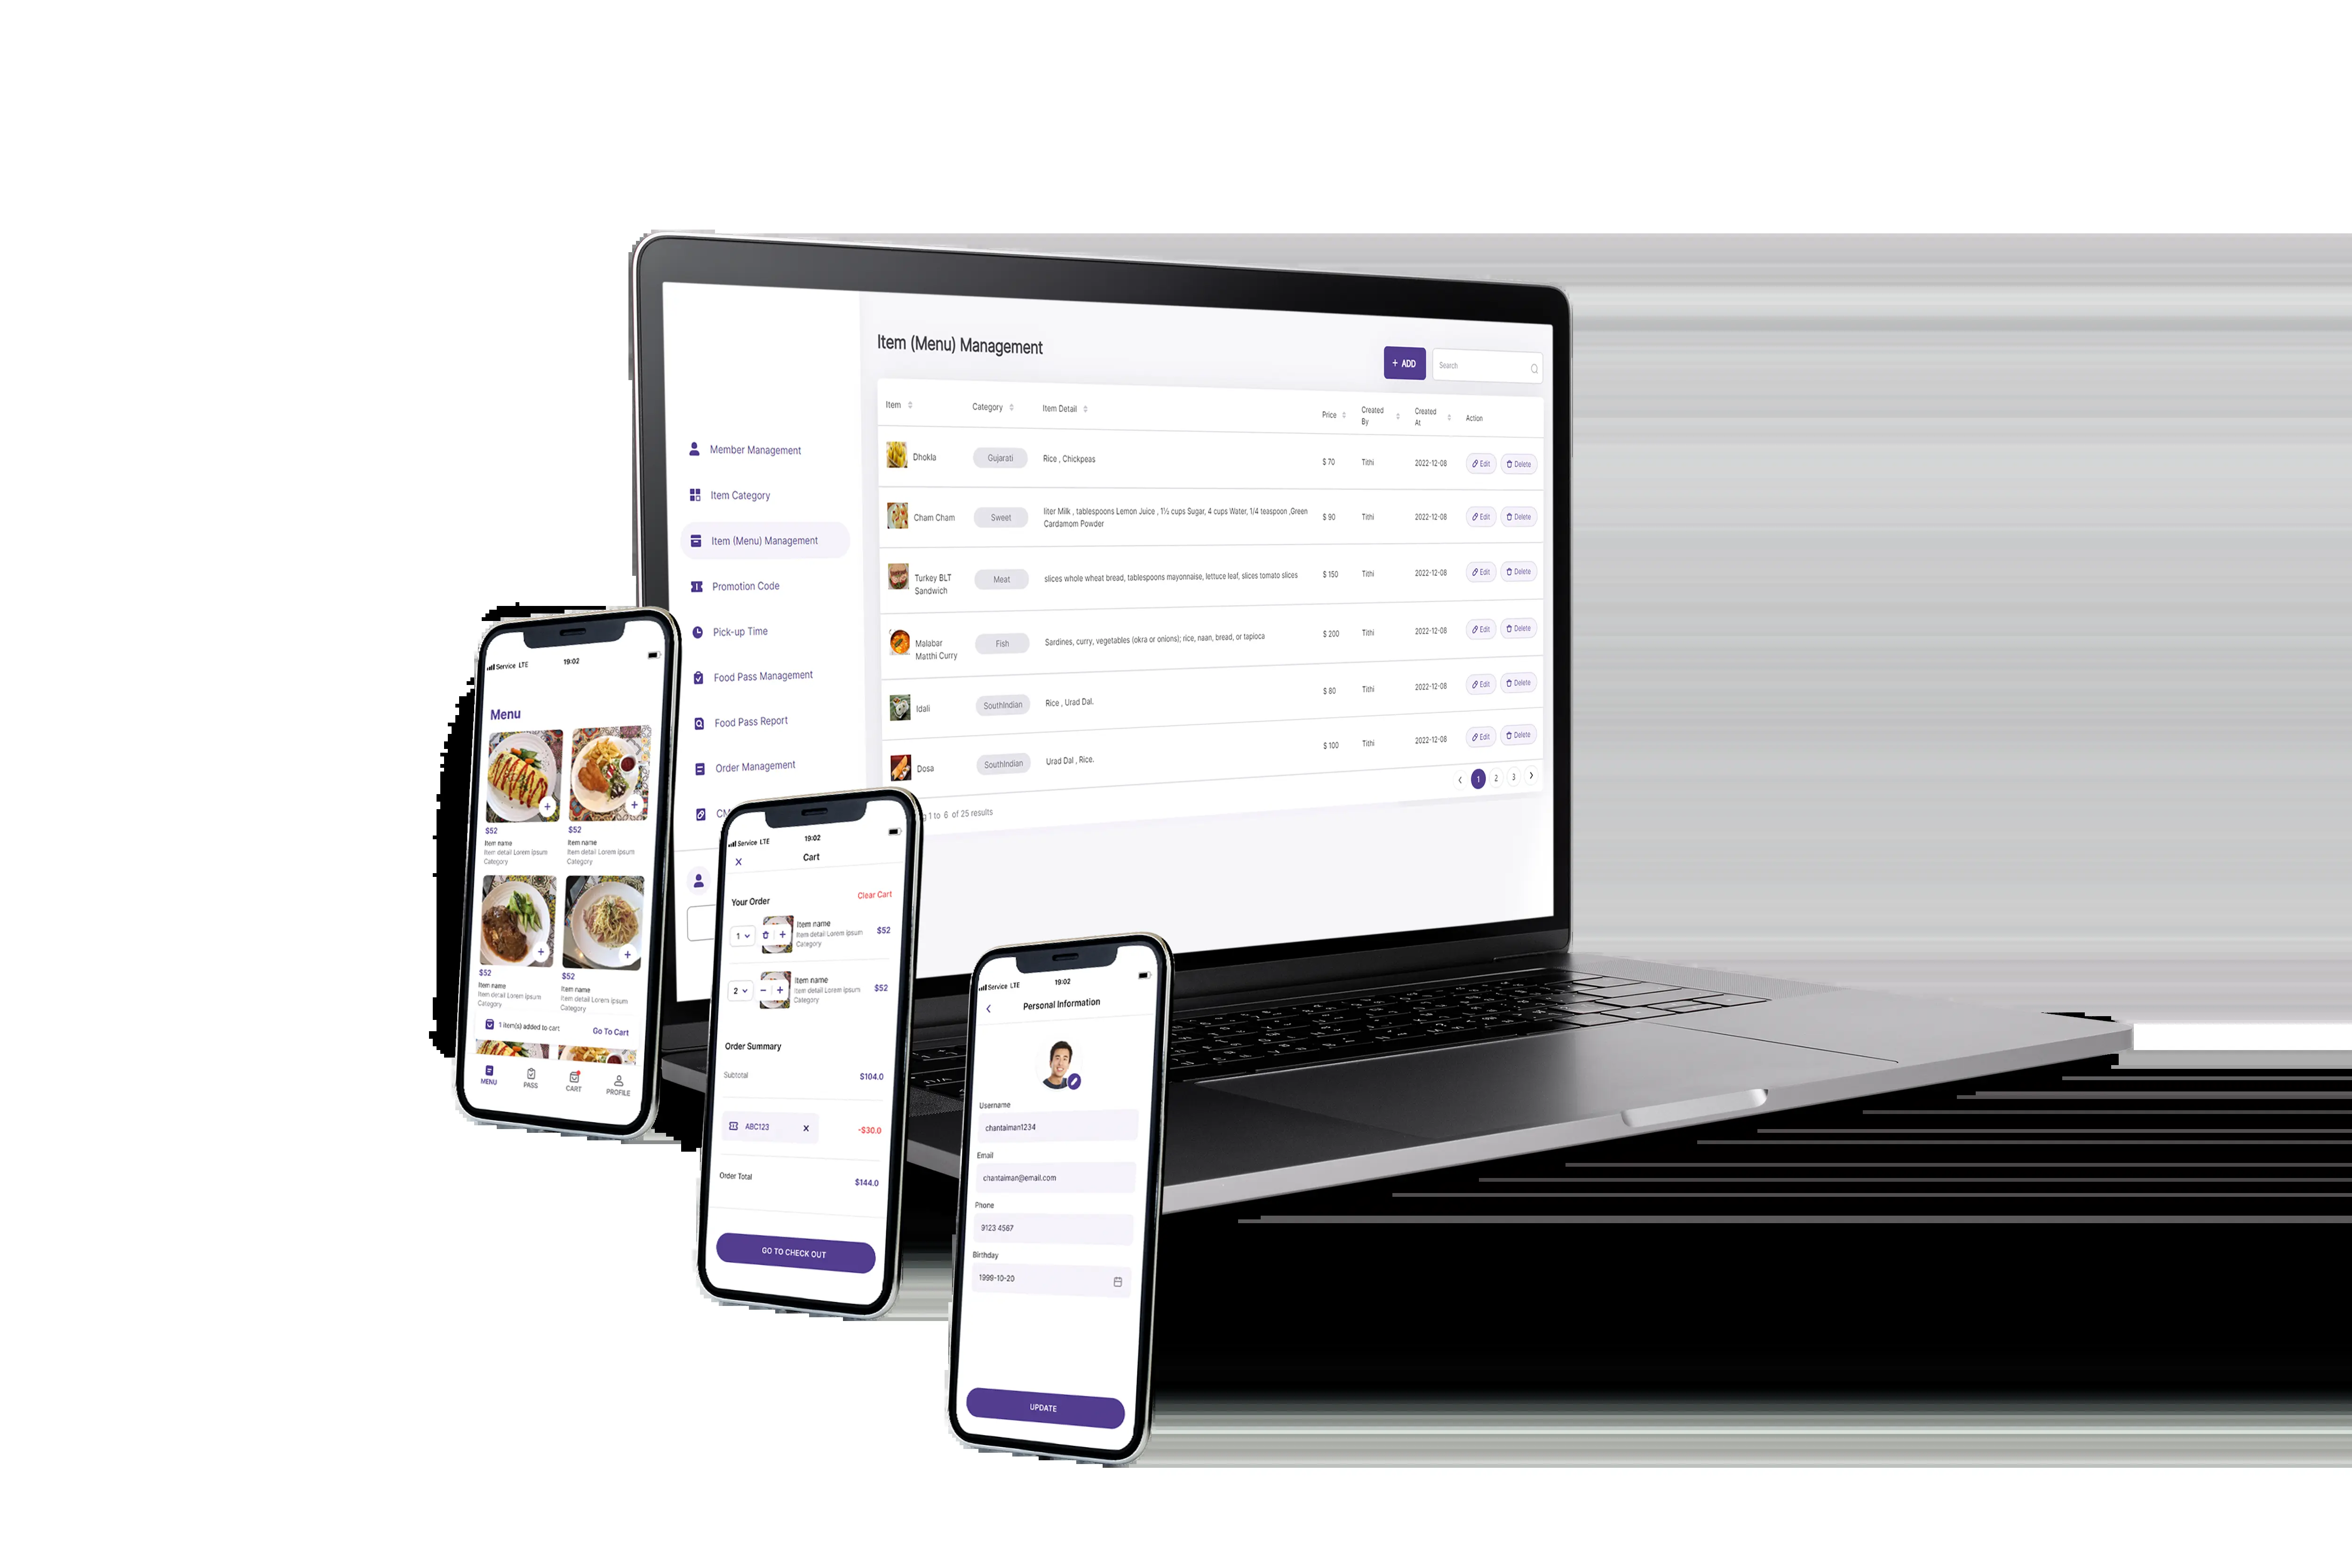 Item (Menu) Management
+ ADD
Search
Member Management
Item Category
Item (Menu) Management
Promotion Code
Pick-up Time
Food Pass Management
Food Pass Report
Order Management
Item Category Item Detail Price Created By Created At Action
Dhokla Gujarati Rice , Chickpeas $ 70 Tithi 2022-12-08 Edit Delete
Cham Cham Sweet liter Milk , tablespoons Lemon Juice , 1½ cups Sugar, 4 cups Water, 1/4 teaspoon ,Green
Cardamom Powder $ 90 Tithi 2022-12-08 Edit Delete
Turkey BLT
Sandwich Meat slices whole wheat bread, tablespoons mayonnaise, lettuce leaf, slices tomato slices $ 150 Tithi 2022-12-08 Edit Delete
Malabar
Matthi Curry Fish Sardines, curry, vegetables (okra or onions); rice, naan, bread, or tapioca $ 200 Tithi 2022-12-08 Edit Delete
Idali SouthIndian Rice , Urad Dal. $ 80 Tithi 2022-12-08 Edit Delete
Dosa SouthIndian Urad Dal , Rice. $ 100 Tithi 2022-12-08 Edit Delete
1 to 6 of 25 results
1 2 3
Service LTE 19:02
Menu
$52 $52
Item name Item name
Item detail Lorem Ipsum Item detail Lorem Ipsum
Category Category
$52 $52
Item name Item name
Item detail Lorem Ipsum Item detail Lorem Ipsum
Category Category
1 item(s) added to cart Go To Cart
MENU PASS CART PROFILE
Service LTE 19:02
Cart
Your Order Clear Cart
1 Item name $52
Item detail Lorem Ipsum
Category
2 Item name $52
Item detail Lorem Ipsum
Category
Order Summary
Subtotal $104.0
ABC123 X -$30.0
Order Total $144.0
GO TO CHECK OUT
Service LTE 19:02
Personal Information
Username
chantaiman1234
Email
chantaiman@email.com
Phone
9123 4567
Birthday
1999-10-20
UPDATE